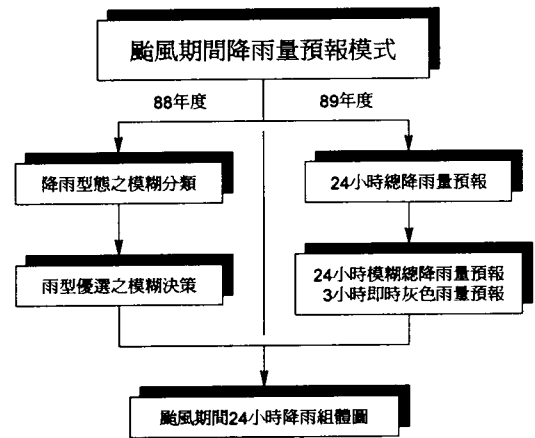 颱風期間降雨量預報模式
88年度
89年度
降雨型態之模糊分類
24小時總降雨量預報
雨型優選之模糊決策
24小時模糊總降雨量預報
3小時即時灰色雨量預報
颱風期間24小時降雨組體圖